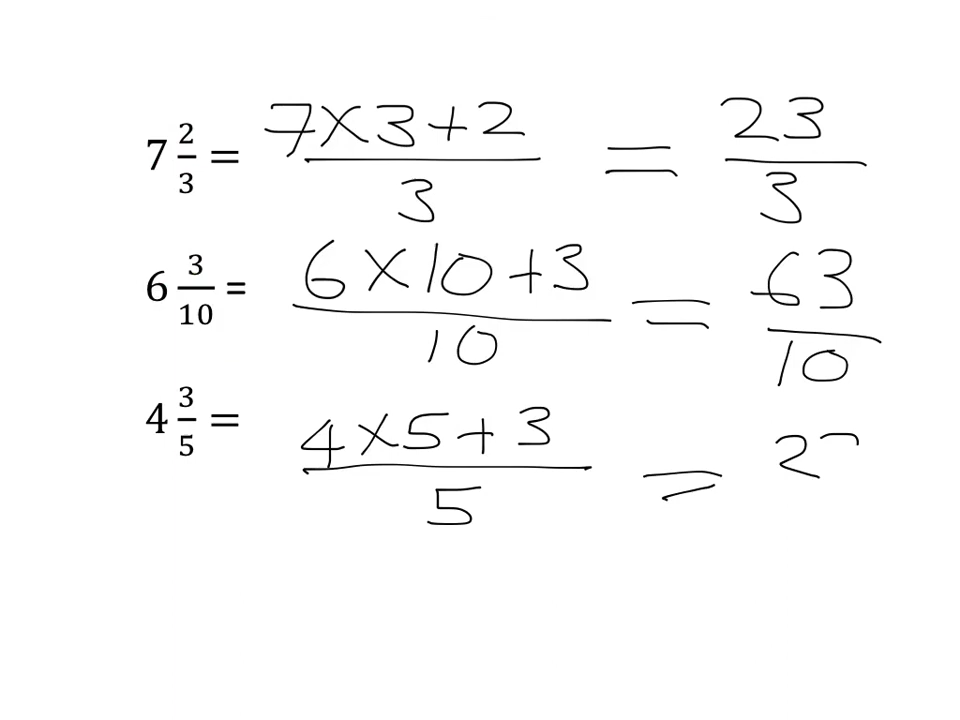 7 2/3 = 7×3+2/3 = 23/3
6 3/10 = 6×10+3/10 = 63/10
4 3/5 = 4×5+3/5 = 2